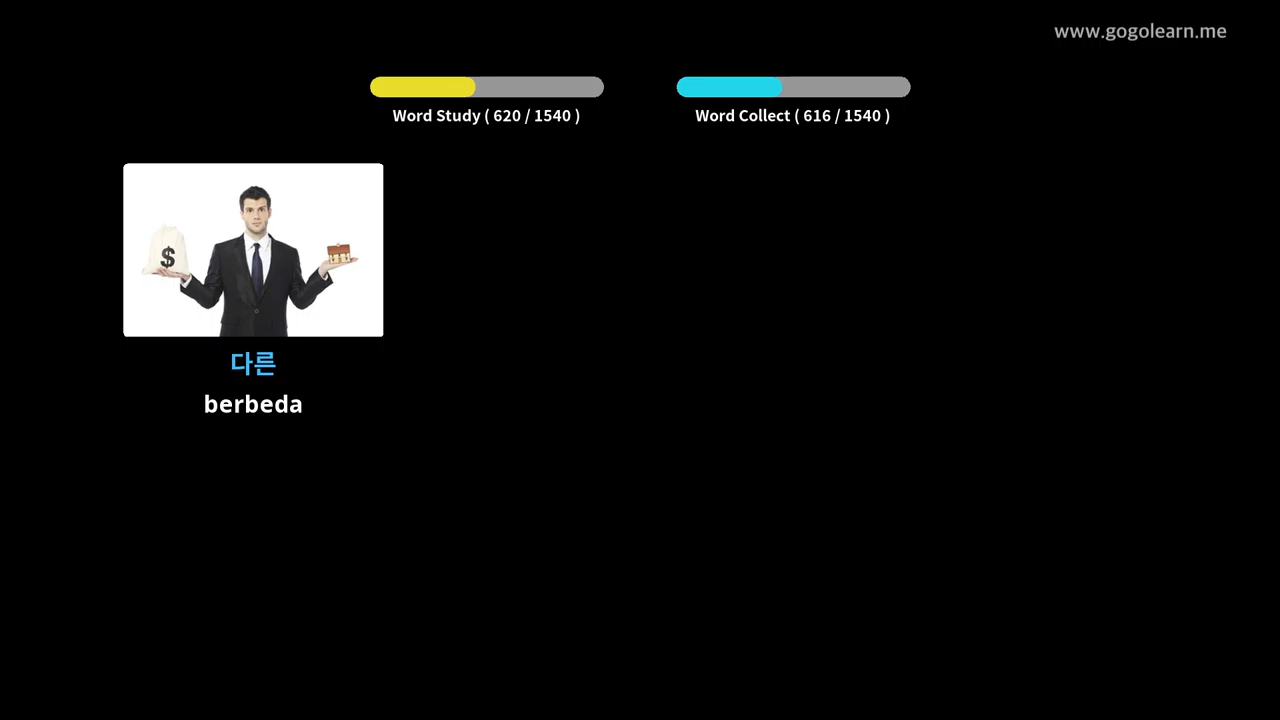 www.gogolearn.me
Word Study ( 620 / 1540 )
Word Collect ( 616 / 1540 )
$
다른
berbeda